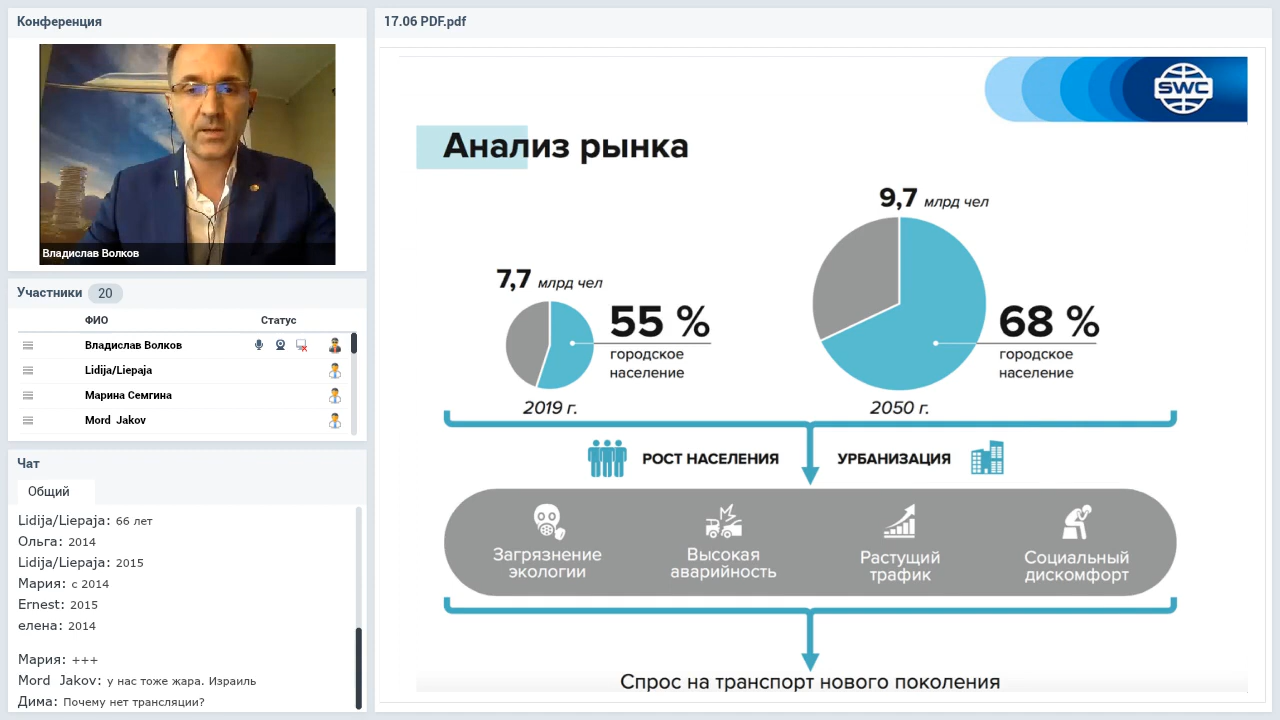 Конференция
Владислав Волков
Участники 20
ФИО Статус
Владислав Волков
Lidija/Liepaja
Марина Семгина
Mord Jakov
Чат
Общий
Lidija/Liepaja: 66 лет
Ольга: 2014
Lidija/Liepaja: 2015
Мария: с 2014
Ernest: 2015
елена: 2014
Мария: +++
Mord Jakov: у нас тоже жара. Израиль
Дима: Почему нет трансляции?
17.06 PDF.pdf
SWC
Анализ рынка
7,7 млрд чел
55 %
городское
население
2019 г.
9,7 млрд чел
68 %
городское
население
2050 г.
РОСТ НАСЕЛЕНИЯ
УРБАНИЗАЦИЯ
Загрязнение
экологии
Высокая
аварийность
Растущий
трафик
Социальный
дискомфорт
Спрос на транспорт нового поколения